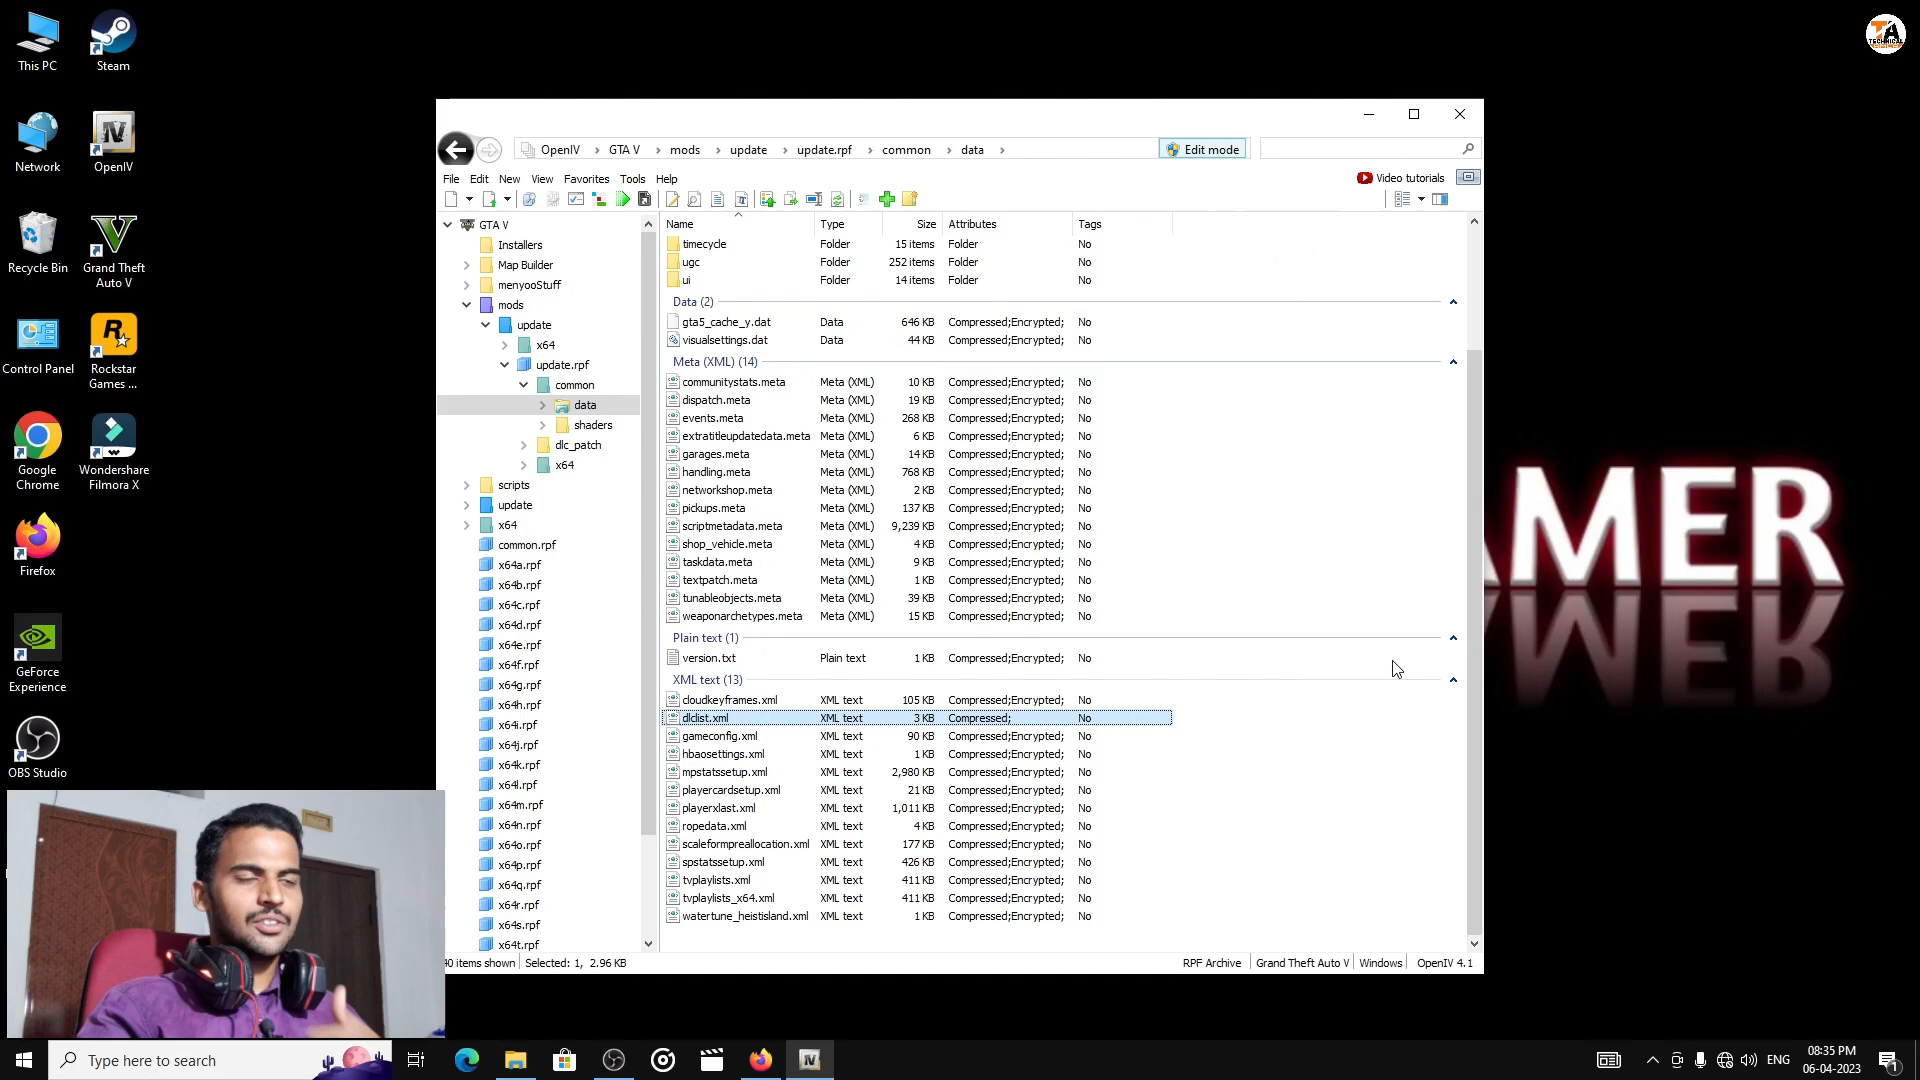 This PC
Steam
Network
OpenIV
Recycle Bin
Grand Theft Auto V
Control Panel
Rockstar Games ...
Google Chrome
Wondershare Filmora X
Firefox
GeForce Experience
OBS Studio
TA
TECHNICAL
OpenIV › GTA V › mods › update › update.rpf › common › data ›
Edit mode
File Edit New View Favorites Tools Help
Video tutorials
GTA V
Installers
Map Builder
menyooStuff
mods
update
x64
update.rpf
common
data
shaders
dlc_patch
x64
scripts
update
x64
common.rpf
x64a.rpf
x64b.rpf
x64c.rpf
x64d.rpf
x64e.rpf
x64f.rpf
x64g.rpf
x64h.rpf
x64i.rpf
x64j.rpf
x64k.rpf
x64l.rpf
x64m.rpf
x64n.rpf
x64o.rpf
x64p.rpf
x64q.rpf
x64r.rpf
x64s.rpf
x64t.rpf
Name Type Size Attributes Tags
timecycle Folder 15 items Folder No
ugc Folder 252 items Folder No
ui Folder 14 items Folder No
Data (2)
gta5_cache_y.dat Data 646 KB Compressed;Encrypted; No
visualsettings.dat Data 44 KB Compressed;Encrypted; No
Meta (XML) (14)
communitystats.meta Meta (XML) 10 KB Compressed;Encrypted; No
dispatch.meta Meta (XML) 19 KB Compressed;Encrypted; No
events.meta Meta (XML) 268 KB Compressed;Encrypted; No
extratitleupdatedata.meta Meta (XML) 6 KB Compressed;Encrypted; No
garages.meta Meta (XML) 14 KB Compressed;Encrypted; No
handling.meta Meta (XML) 768 KB Compressed;Encrypted; No
networkshop.meta Meta (XML) 2 KB Compressed;Encrypted; No
pickups.meta Meta (XML) 137 KB Compressed;Encrypted; No
scriptmetadata.meta Meta (XML) 9,239 KB Compressed;Encrypted; No
shop_vehicle.meta Meta (XML) 4 KB Compressed;Encrypted; No
taskdata.meta Meta (XML) 9 KB Compressed;Encrypted; No
textpatch.meta Meta (XML) 1 KB Compressed;Encrypted; No
tunableobjects.meta Meta (XML) 39 KB Compressed;Encrypted; No
weaponarchetypes.meta Meta (XML) 15 KB Compressed;Encrypted; No
Plain text (1)
version.txt Plain text 1 KB Compressed;Encrypted; No
XML text (13)
cloudkeyframes.xml XML text 105 KB Compressed;Encrypted; No
dlclist.xml XML text 3 KB Compressed; No
gameconfig.xml XML text 90 KB Compressed;Encrypted; No
hbaosettings.xml XML text 1 KB Compressed;Encrypted; No
mpstatssetup.xml XML text 2,980 KB Compressed;Encrypted; No
playercardsetup.xml XML text 21 KB Compressed;Encrypted; No
playerxlast.xml XML text 1,011 KB Compressed;Encrypted; No
ropedata.xml XML text 4 KB Compressed;Encrypted; No
scaleformpreallocation.xml XML text 177 KB Compressed;Encrypted; No
spstatssetup.xml XML text 426 KB Compressed;Encrypted; No
tvplaylists.xml XML text 411 KB Compressed;Encrypted; No
tvplaylists_x64.xml XML text 411 KB Compressed;Encrypted; No
watertune_heistisland.xml XML text 1 KB Compressed;Encrypted; No
40 items shown Selected: 1, 2.96 KB
RPF Archive Grand Theft Auto V Windows OpenIV 4.1
AMER
Type here to search
ENG
08:35 PM
06-04-2023
1